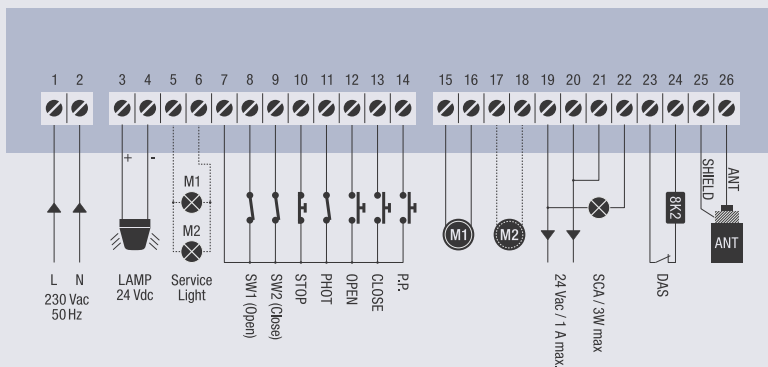 1 2 3 4 5 6 7 8 9 10 11 12 13 14 15 16 17 18 19 20 21 22 23 24 25 26
+ -
SHIELD
ANT
M1
8K2
M1 M2
M2
ANT
L N
230 Vac
50 Hz
LAMP
24 Vdc
Service
Light
SW1 (Open)
SW2 (Close)
STOP
PHOT
OPEN
CLOSE
P.P.
24 Vac / 1 A max.
SCA / 3W max
DAS